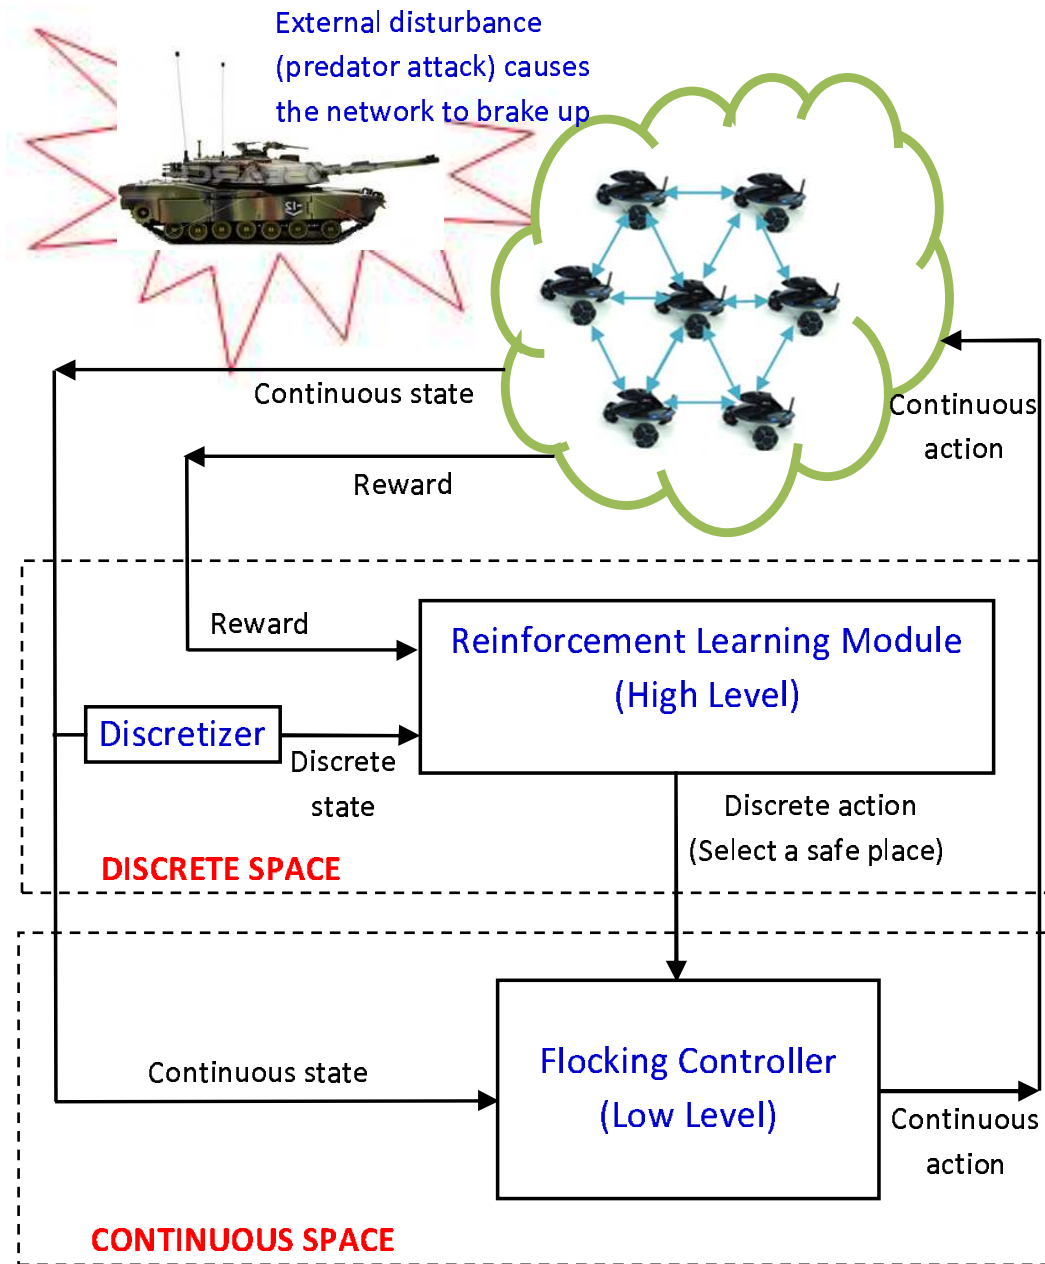 External disturbance
(predator attack) causes
the network to brake up
Continuous state
Continuous
action
Reward
Reward
Reinforcement Learning Module
(High Level)
Discretizer
Discrete
state
Discrete action
(Select a safe place)
DISCRETE SPACE
Flocking Controller
(Low Level)
Continuous state
Continuous
action
CONTINUOUS SPACE